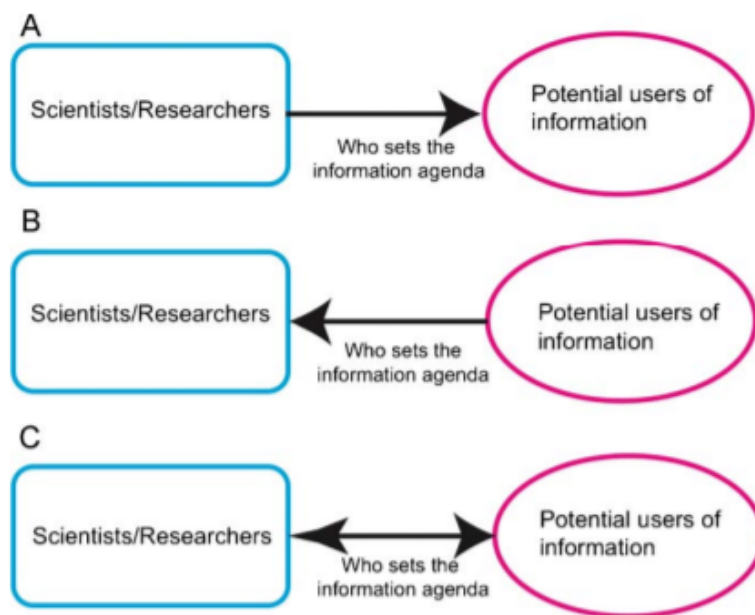 A
Scientists/Researchers
Potential users of
information
Who sets the
information agenda
B
Scientists/Researchers
Potential users of
information
Who sets the
information agenda
C
Scientists/Researchers
Potential users of
information
Who sets the
information agenda